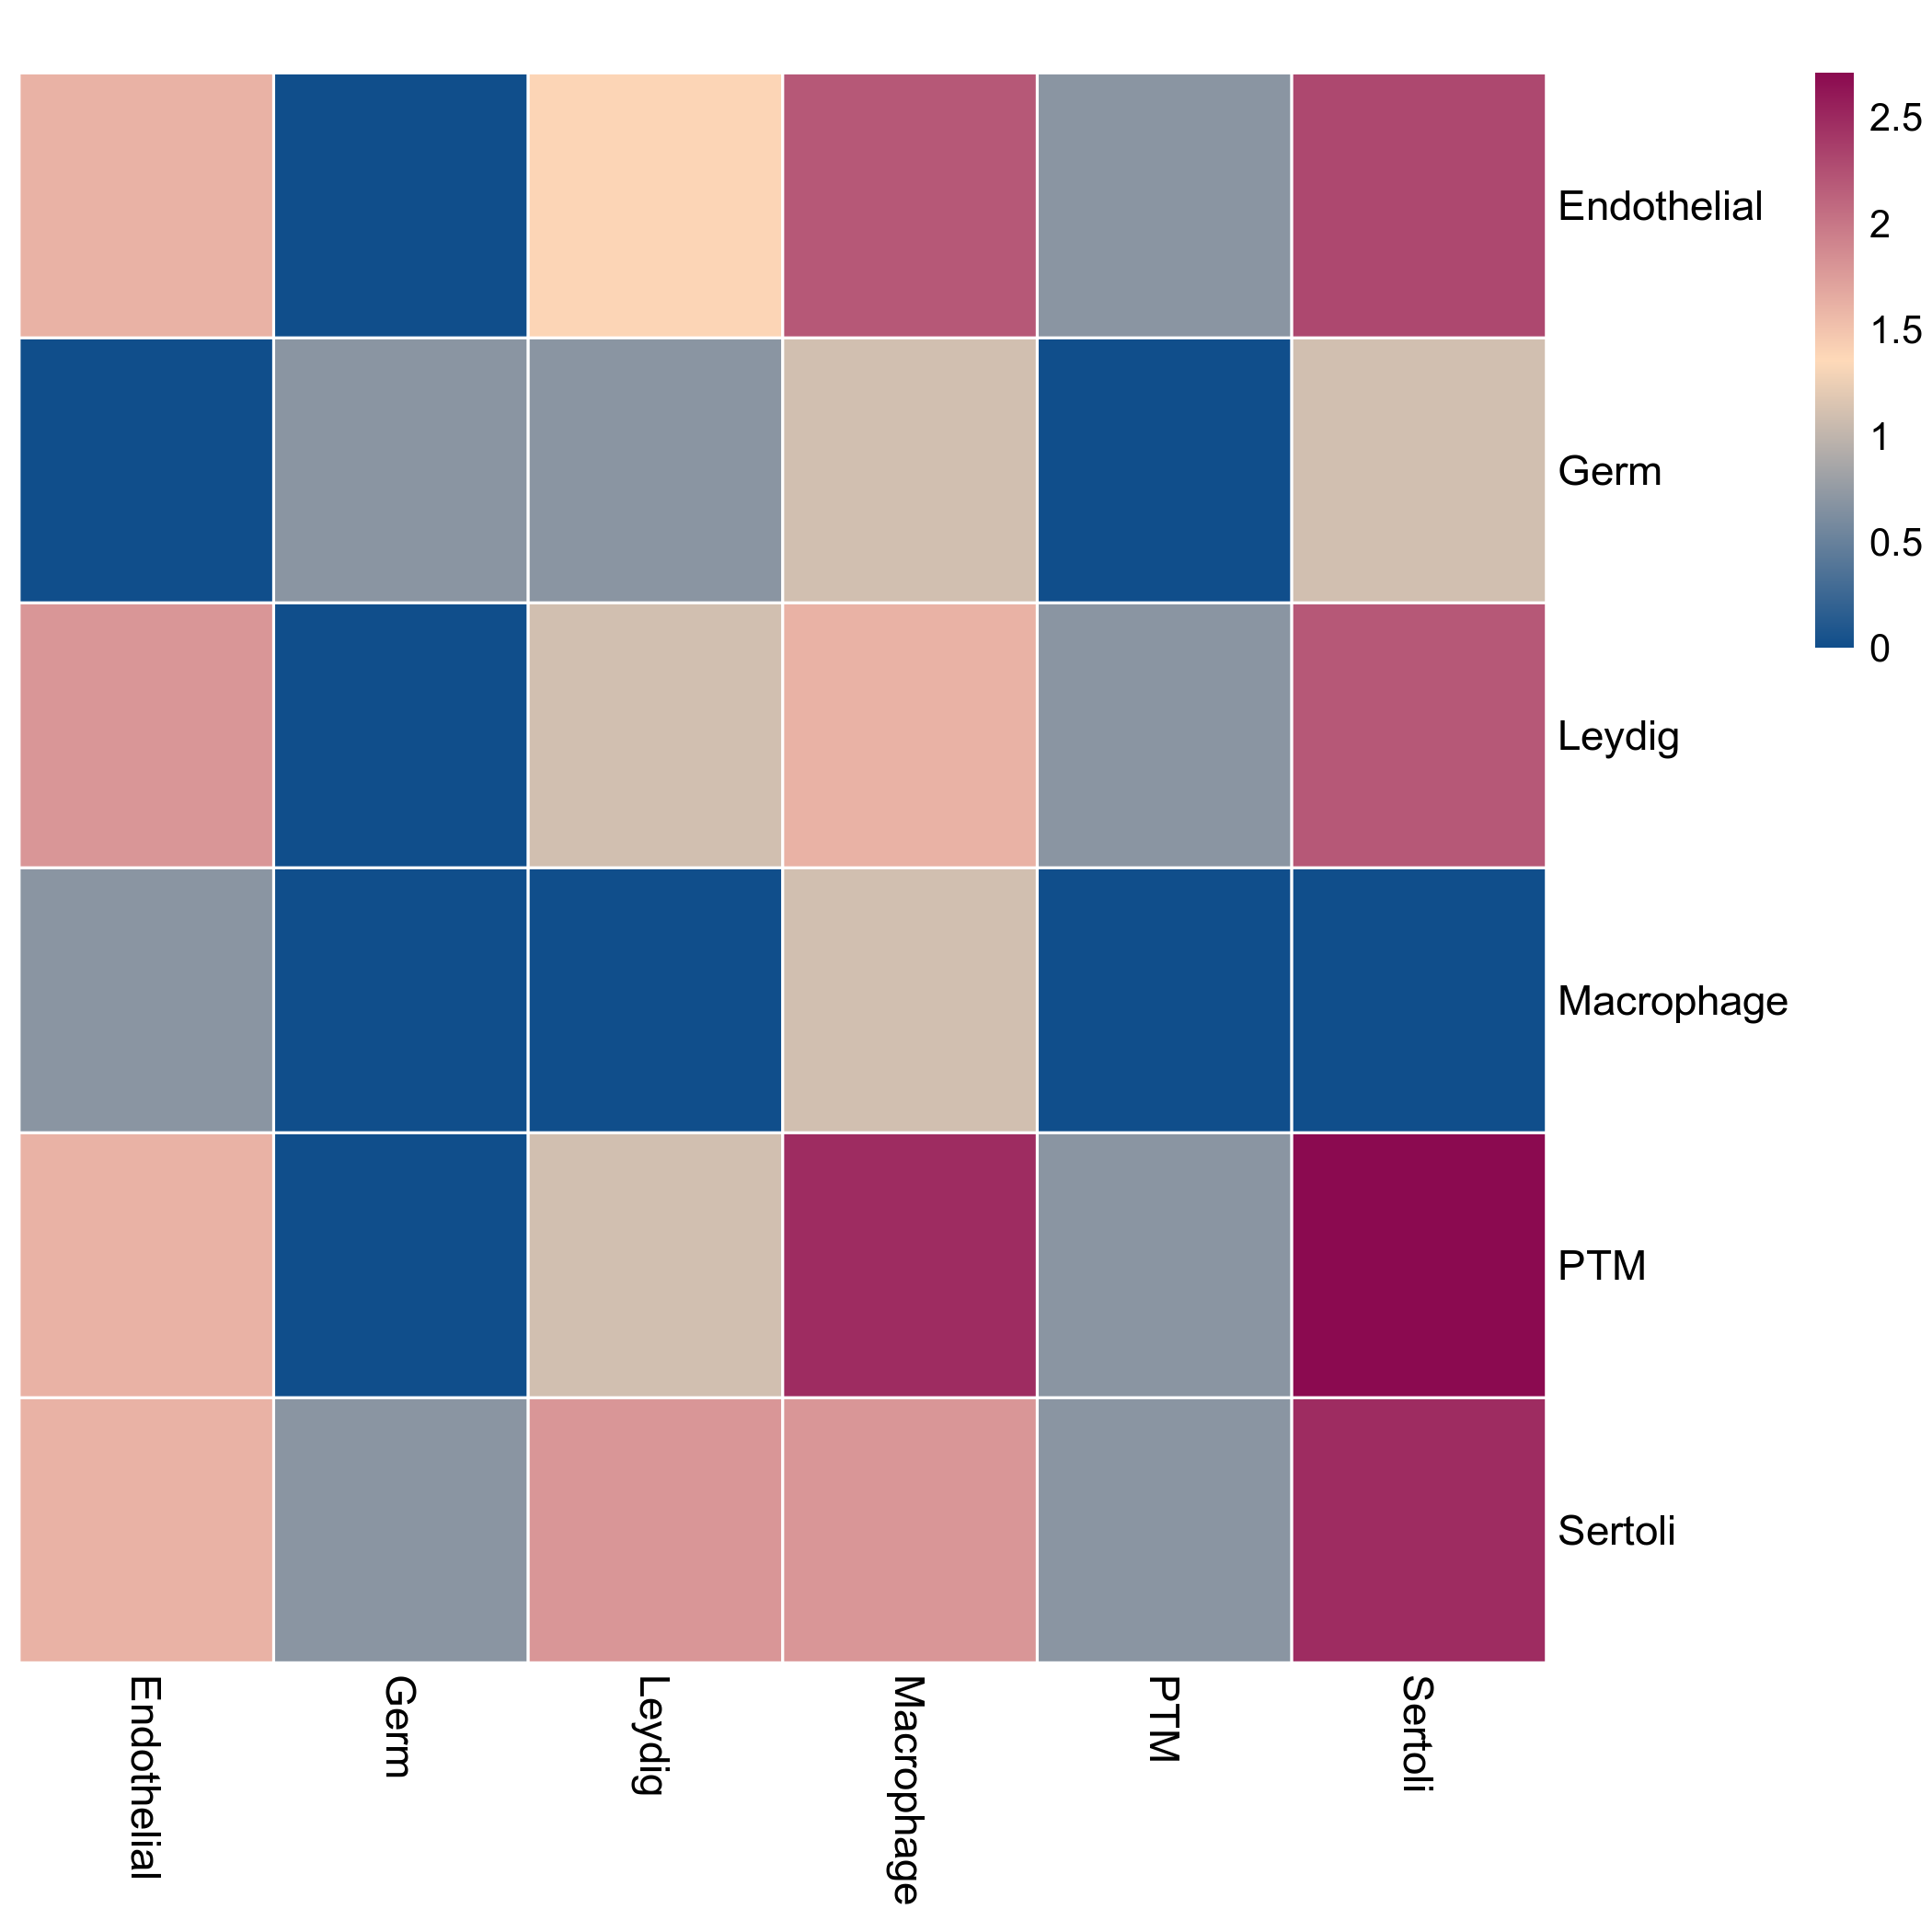 2.5
2
1.5
1
0.5
0
Endothelial
Germ
Leydig
Macrophage
PTM
Sertoli
Endothelial
Germ
Leydig
Macrophage
PTM
Sertoli